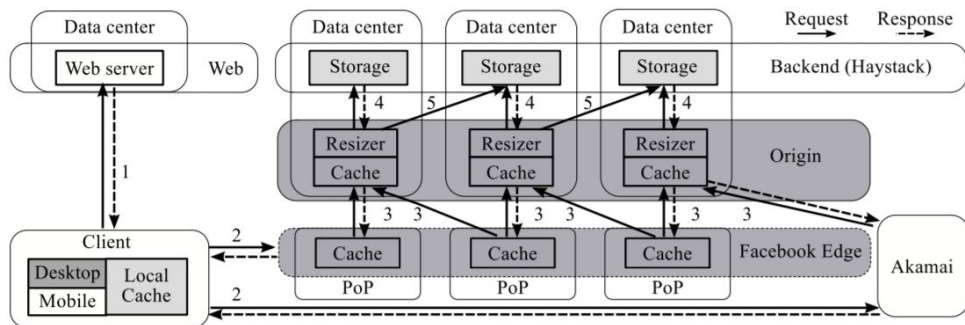 Data center
Web server
Web
Data center
Data center
Data center
Request
Response
Storage
Storage
Storage
Backend (Haystack)
4
5
4
5
4
Resizer
Cache
Resizer
Cache
Resizer
Cache
Origin
1
3
3
3
3
3
3
Client
Desktop
Mobile
Local
Cache
2
Cache
Cache
Cache
Facebook Edge
PoP
PoP
PoP
2
Akamai